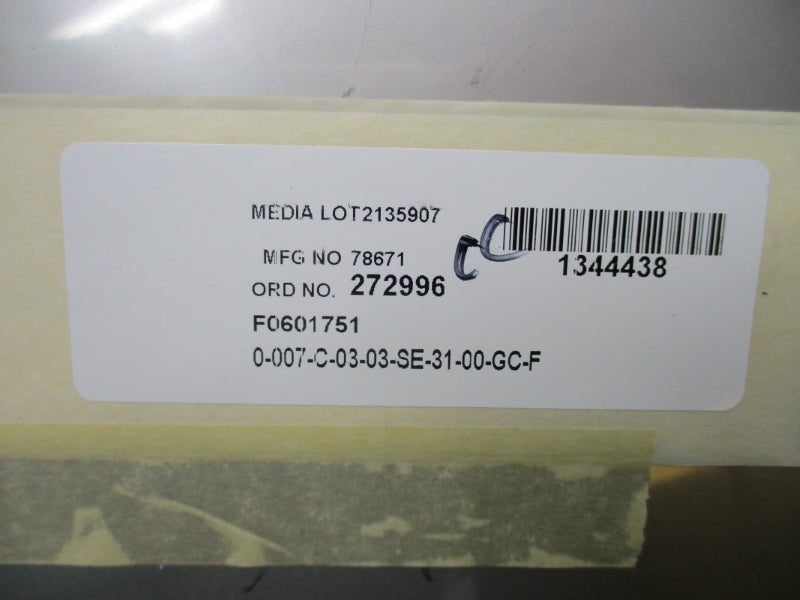 MEDIA LOT2135907
MFG NO 78671
1344438
ORD NO. 272996
F0601751
0-007-C-03-03-SE-31-00-GC-F